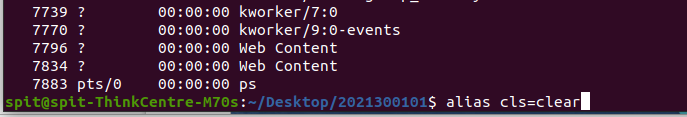 7739 ? 00:00:00 kworker/7:0
7770 ? 00:00:00 kworker/9:0-events
7796 ? 00:00:00 Web Content
7834 ? 00:00:00 Web Content
7883 pts/0 00:00:00 ps
spit@spit-ThinkCentre-M70s:~/Desktop/2021300101$ alias cls=clear